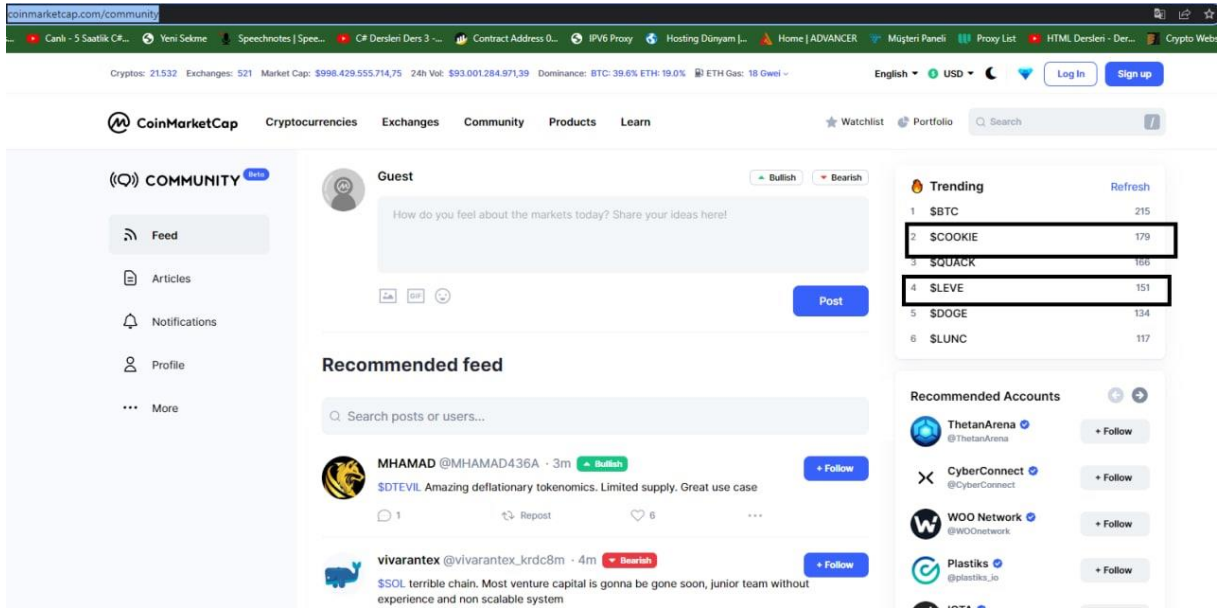 coinmarketcap.com/community
Canlı - 5 Saatlik C#... Yeni Sekme Speechnotes | Spee... C# Dersleri Ders 3 -... Contract Address 0... IPV6 Proxy Hosting Dünyam |... Home | ADVANCER Müşteri Paneli Proxy List HTML Dersleri - Der... Crypto Webs
Cryptos: 21.532 Exchanges: 521 Market Cap: $998.429.555.714,75 24h Vol: $93.001.284.971,39 Dominance: BTC: 39.6% ETH: 19.0% ETH Gas: 18 Gwei English USD Log In Sign up
CoinMarketCap Cryptocurrencies Exchanges Community Products Learn Watchlist Portfolio Search /
COMMUNITY Beta
Feed
Articles
Notifications
Profile
More
Guest Bullish Bearish
How do you feel about the markets today? Share your ideas here!
GIF
Post
Recommended feed
Search posts or users...
MHAMAD @MHAMAD436A · 3m Bullish + Follow
$DTEVIL Amazing deflationary tokenomics. Limited supply. Great use case
1 Repost 6
vivarantex @vivarantex_krdc8m · 4m Bearish + Follow
$SOL terrible chain. Most venture capital is gonna be gone soon, junior team without
experience and non scalable system
Trending Refresh
1 $BTC 215
2 $COOKIE 179
3 $QUACK 166
4 $LEVE 151
5 $DOGE 134
6 $LUNC 117
Recommended Accounts
ThetanArena + Follow
@ThetanArena
CyberConnect + Follow
@CyberConnect
WOO Network + Follow
@WOOnetwork
Plastiks + Follow
@plastiks_io
IOTA